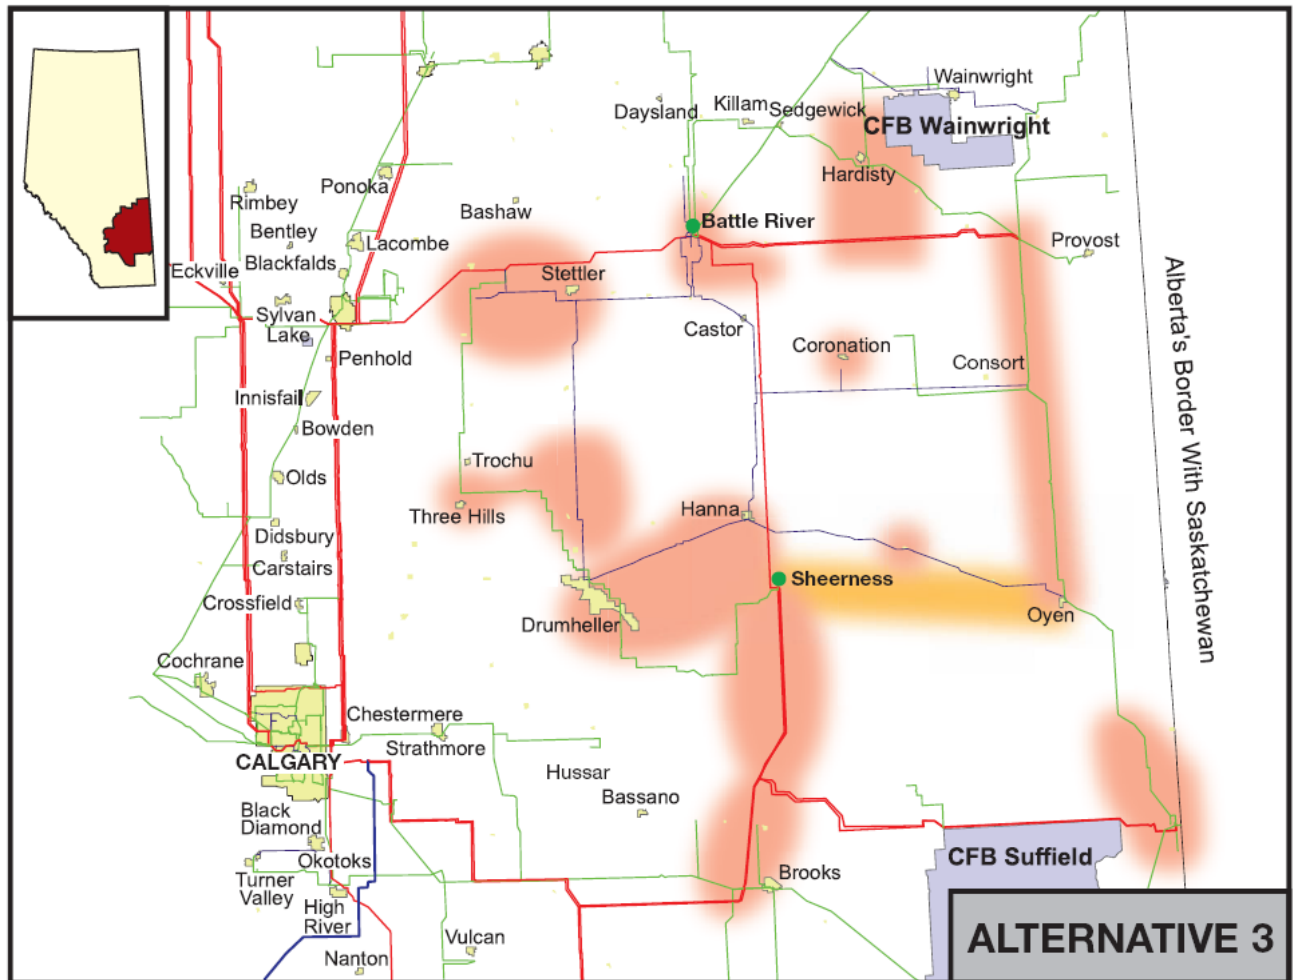 Wainwright
Daysland
Killam
Sedgewick
CFB Wainwright
Hardisty
Ponoka
Rimbey
Bashaw
Battle River
Bentley
Lacombe
Provost
Blackfalds
Eckville
Stettler
Sylvan
Lake
Castor
Coronation
Penhold
Consort
Innisfail
Bowden
Trochu
Olds
Three Hills
Hanna
Didsbury
Carstairs
Sheerness
Crossfield
Drumheller
Oyen
Cochrane
Chestermere
Strathmore
CALGARY
Hussar
Bassano
Black
Diamond
Okotoks
CFB Suffield
Brooks
Turner
Valley
High
River
Vulcan
Nanton
Alberta's Border With Saskatchewan
ALTERNATIVE 3